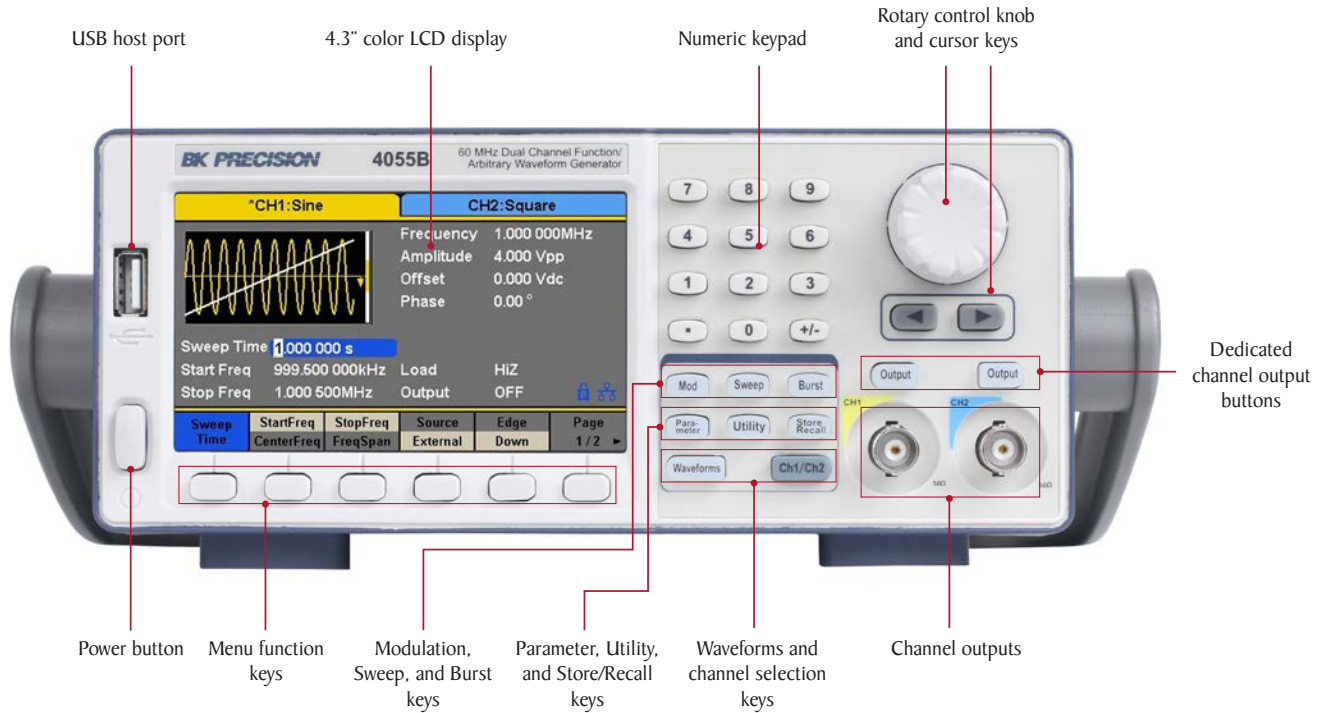 Rotary control knob
and cursor keys
USB host port
4.3" color LCD display
Numeric keypad
BK PRECISION
4055B
60 MHz Dual Channel Function/
Arbitrary Waveform Generator
*CH1:Sine
CH2:Square
Frequency 1.000 000MHz
Amplitude 4.000 Vpp
Offset 0.000 Vdc
Phase 0.00 °
Sweep Time 1.000 000 s
Start Freq 999.500 000kHz Load HiZ
Stop Freq 1.000 500MHz Output OFF
Sweep
Time
StartFreq
CenterFreq
StopFreq
FreqSpan
Source
External
Edge
Down
Page
1/2 ►
7 8 9
4 5 6
1 2 3
• 0 +/-
Mod Sweep Burst
Para-
meter
Utility
Store
Recall
Waveforms Ch1/Ch2
Output Output
CH1 CH2
50Ω 50Ω
Dedicated
channel output
buttons
Power button
Menu function
keys
Modulation,
Sweep, and Burst
keys
Parameter, Utility,
and Store/Recall
keys
Waveforms and
channel selection
keys
Channel outputs